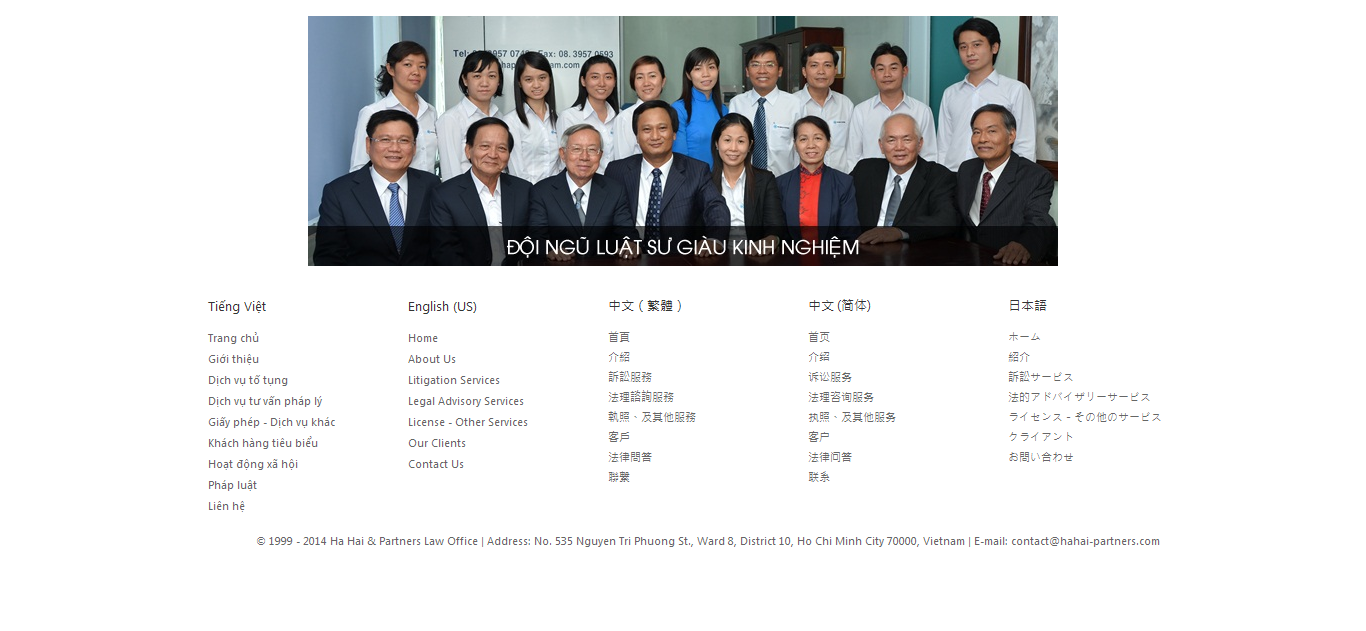 Tel: 08. 3957 07 Fax: 08. 3957 0593
ĐỘI NGŨ LUẬT SƯ GIÀU KINH NGHIỆM
Tiếng Việt
Trang chủ
Giới thiệu
Dịch vụ tố tụng
Dịch vụ tư vấn pháp lý
Giấy phép - Dịch vụ khác
Khách hàng tiêu biểu
Hoạt động xã hội
Pháp luật
Liên hệ
English (US)
Home
About Us
Litigation Services
Legal Advisory Services
License - Other Services
Our Clients
Contact Us
中文 ( 繁體 )
首頁
介紹
訴訟服務
法理諮詢服務
執照、及其他服務
客戶
法律問答
聯繫
中文 (简体)
首页
介绍
诉讼服务
法理咨询服务
执照、及其他服务
客户
法律问答
联系
日本語
ホーム
紹介
訴訟サービス
法的アドバイザリーサービス
ライセンス - その他のサービス
クライアント
お問い合わせ
© 1999 - 2014 Ha Hai & Partners Law Office | Address: No. 535 Nguyen Tri Phuong St., Ward 8, District 10, Ho Chi Minh City 70000, Vietnam | E-mail: contact@hahai-partners.com